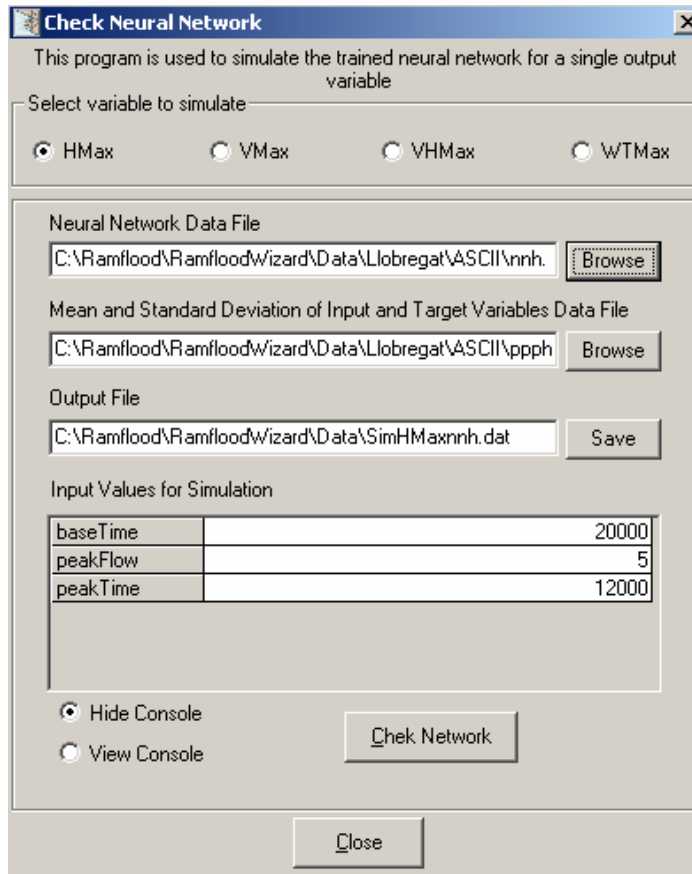 Check Neural Network
This program is used to simulate the trained neural network for a single output
variable
Select variable to simulate
HMax VMax VHMax WTMax
Neural Network Data File
C:\Ramflood\RamfloodWizard\Data\Llobregat\ASCII\nnh. Browse
Mean and Standard Deviation of Input and Target Variables Data File
C:\Ramflood\RamfloodWizard\Data\Llobregat\ASCII\ppph Browse
Output File
C:\Ramflood\RamfloodWizard\Data\SimHMaxnnh.dat Save
Input Values for Simulation
baseTime 20000
peakFlow 5
peakTime 12000
Hide Console
Chek Network
View Console
Close